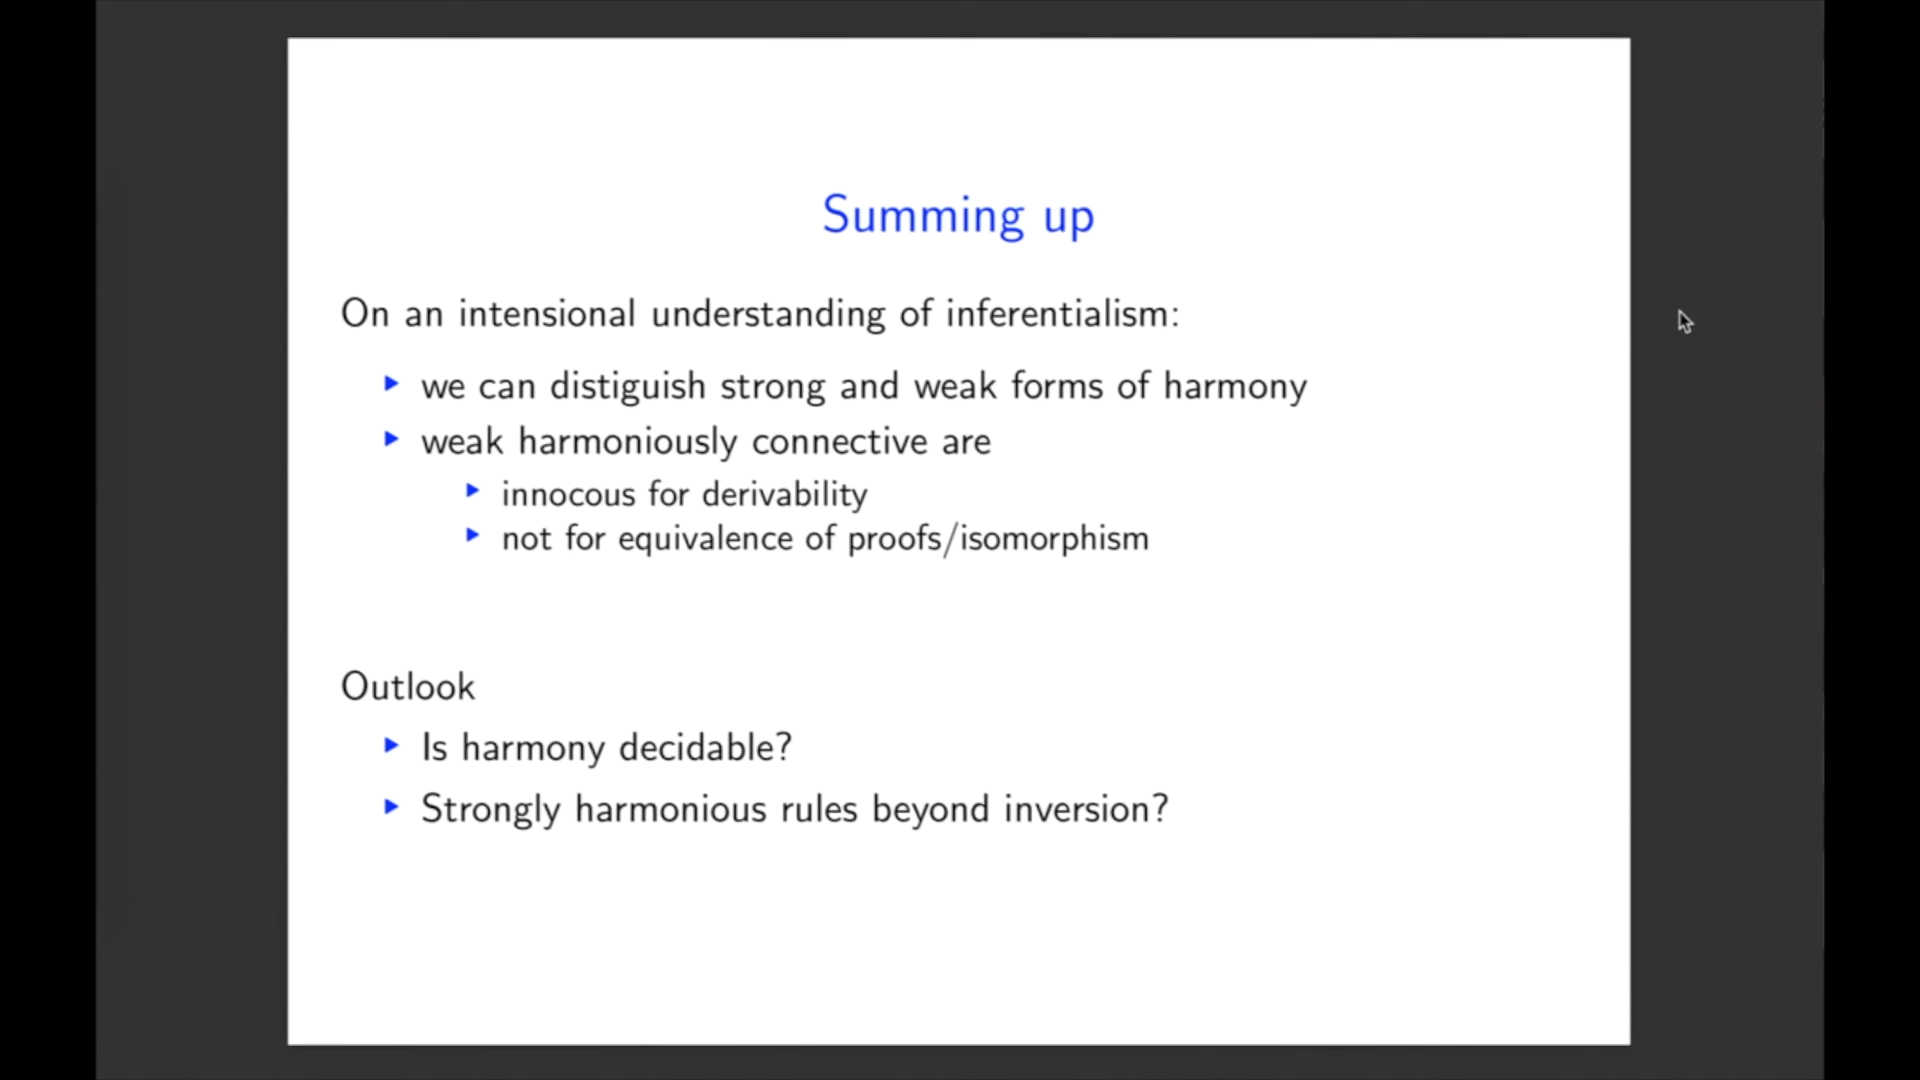 Summing up
On an intensional understanding of inferentialism:
we can distiguish strong and weak forms of harmony
weak harmoniously connective are
innocous for derivability
not for equivalence of proofs/isomorphism
Outlook
Is harmony decidable?
Strongly harmonious rules beyond inversion?